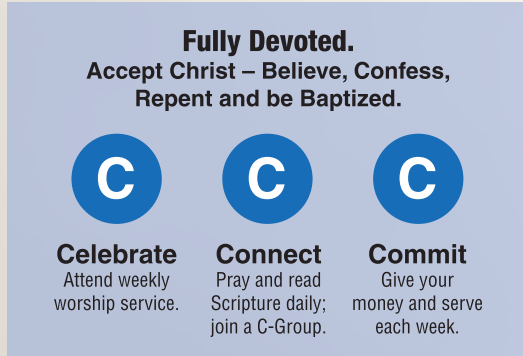 Fully Devoted.
Accept Christ – Believe, Confess,
Repent and be Baptized.
C C C
Celebrate Connect Commit
Attend weekly Pray and read Give your
worship service. Scripture daily; money and serve
join a C-Group. each week.